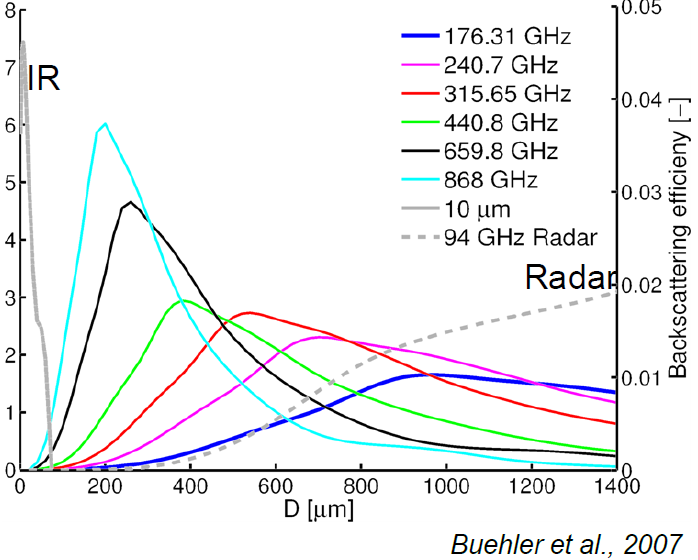 8
7
6
5
4
3
2
1
0
IR
176.31 GHz
240.7 GHz
315.65 GHz
440.8 GHz
659.8 GHz
868 GHz
10 μm
94 GHz Radar
Radar
0.05
0.04
0.03
0.02
0.01
0
Backscattering efficieny [−]
0 200 400 600 800 1000 1200 1400
D [μm]
Buehler et al., 2007